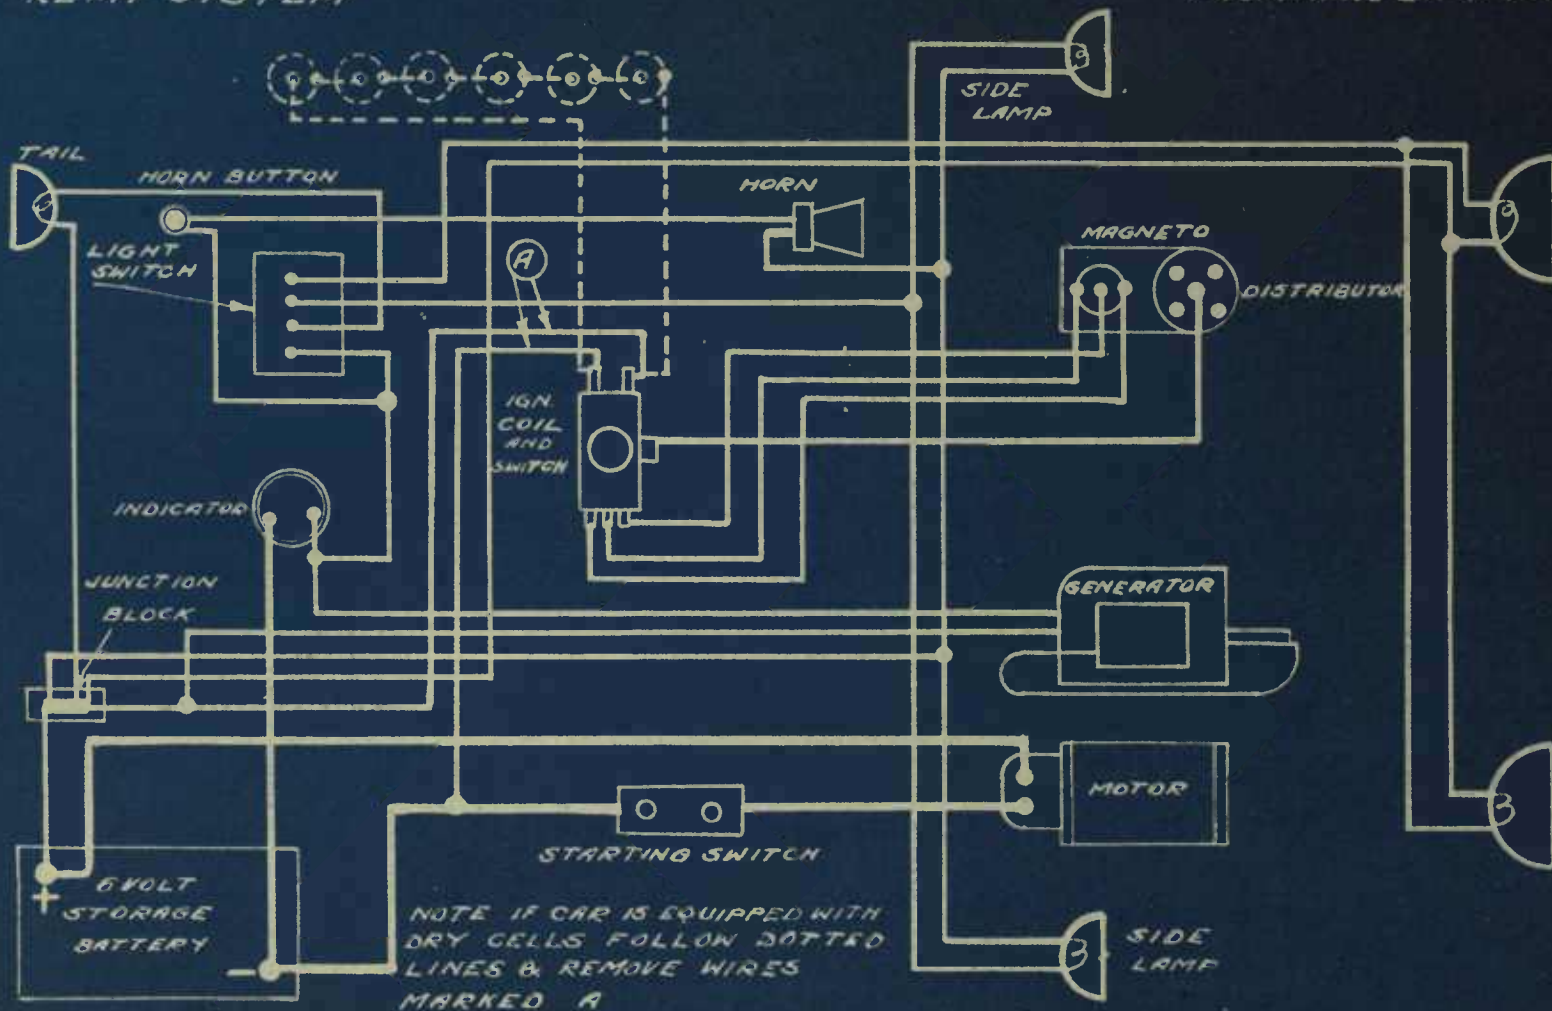 SYSTEM
SIDE
LAMP
TAIL
HORN BUTTON
HORN
LIGHT
SWITCH
A
MAGNETO
DISTRIBUTOR
IGN.
COIL
AND
SWITCH
INDICATOR
JUNCTION
BLOCK
GENERATOR
MOTOR
STARTING SWITCH
6 VOLT
STORAGE
BATTERY
+
-
NOTE IF CAR IS EQUIPPED WITH
DRY CELLS FOLLOW DOTTED
LINES & REMOVE WIRES
MARKED A
SIDE
LAMP